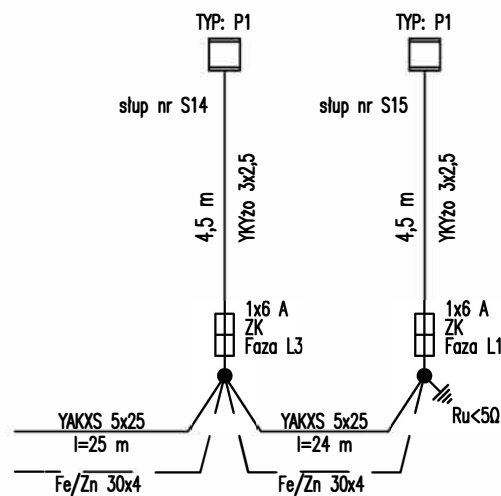 TYP: P1
TYP: P1
słup nr S14
słup nr S15
4,5 m
YKYżo 3x2,5
4,5 m
YKYżo 3x2,5
1x6 A
ZK
Faza L3
1x6 A
ZK
Faza L1
Ru<5Ω
YAKXS 5x25
l=25 m
YAKXS 5x25
l=24 m
Fe/Zn 30x4
Fe/Zn 30x4